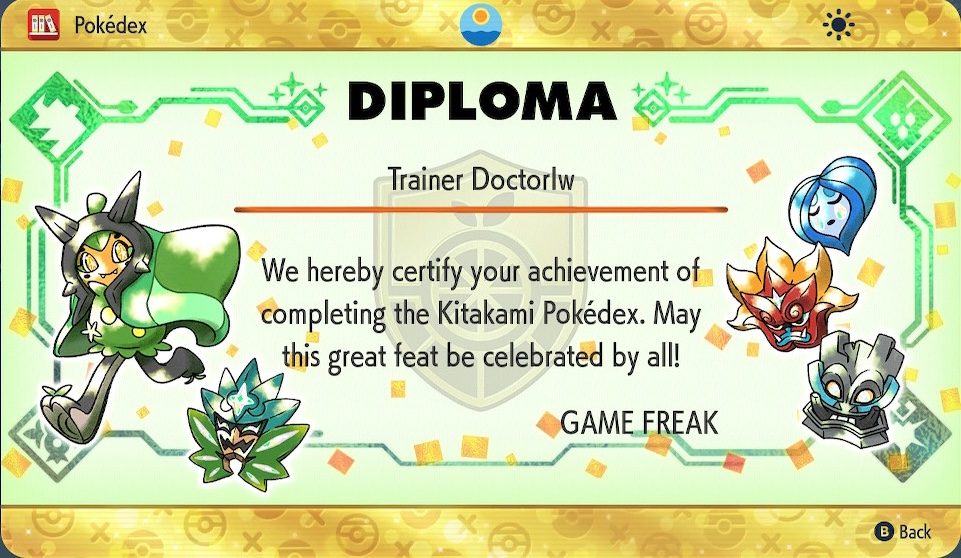 Pokédex
DIPLOMA
Trainer Doctorlw
We hereby certify your achievement of
completing the Kitakami Pokédex. May
this great feat be celebrated by all!
GAME FREAK
B Back